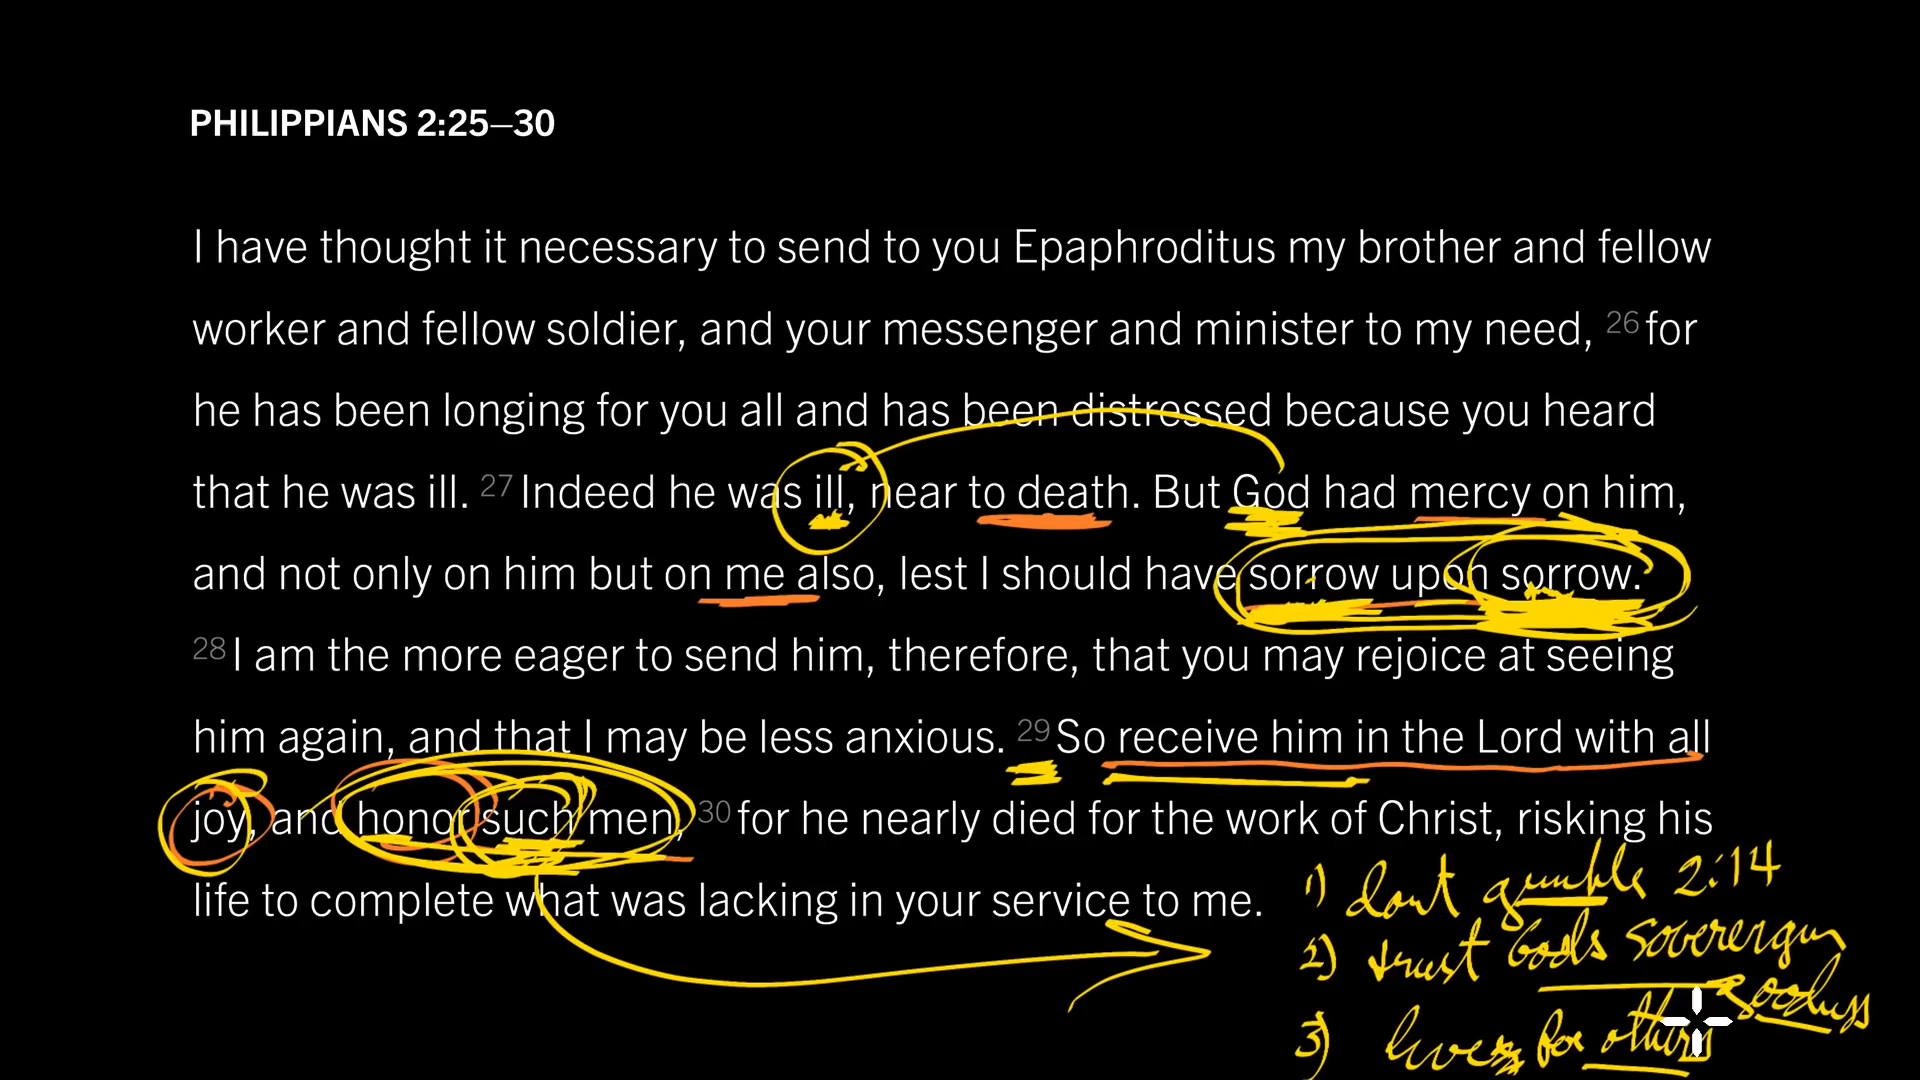 PHILIPPIANS 2:25–30
I have thought it necessary to send to you Epaphroditus my brother and fellow
worker and fellow soldier, and your messenger and minister to my need, 26 for
he has been longing for you all and has been distressed because you heard
that he was ill. 27 Indeed he was ill, near to death. But God had mercy on him,
and not only on him but on me also, lest I should have sorrow upon sorrow.
28 I am the more eager to send him, therefore, that you may rejoice at seeing
him again, and that I may be less anxious. 29 So receive him in the Lord with all
joy, and honor such men, 30 for he nearly died for the work of Christ, risking his
life to complete what was lacking in your service to me.
1) dont grumble 2:14
2) trust Gods sovereign
goodness
3) lives for others